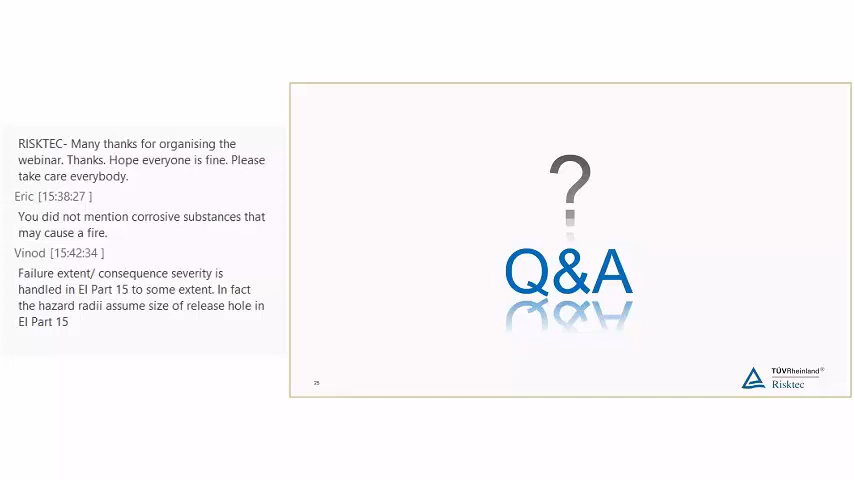 RISKTEC- Many thanks for organising the
webinar. Thanks. Hope everyone is fine. Please
take care everybody.
Eric [15:38:27 ]
You did not mention corrosive substances that
may cause a fire.
Vinod [15:42:34 ]
Failure extent/ consequence severity is
handled in EI Part 15 to some extent. In fact
the hazard radii assume size of release hole in
EI Part 15
?
Q&A
25
TÜVRheinland®
Risktec